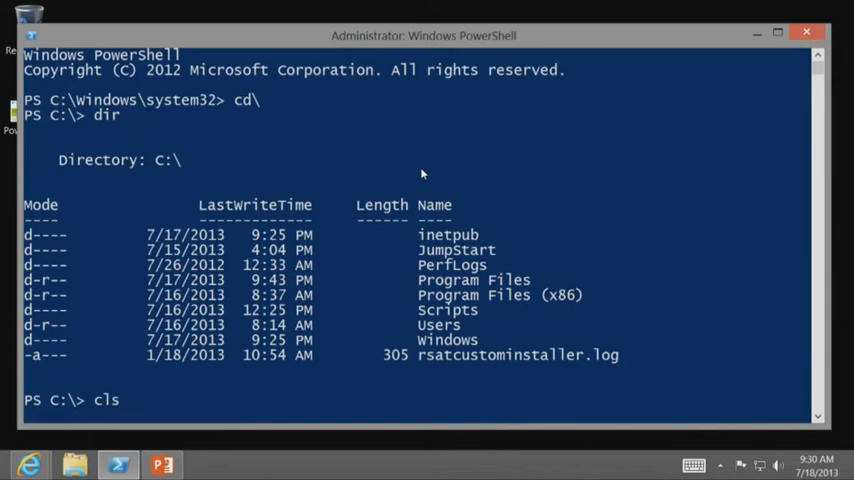 Administrator: Windows PowerShell
Windows PowerShell
Copyright (C) 2012 Microsoft Corporation. All rights reserved.
PS C:\Windows\system32> cd\
PS C:\> dir
Directory: C:\
Mode LastWriteTime Length Name
---- ------------- ------ ----
d---- 7/17/2013 9:25 PM inetpub
d---- 7/15/2013 4:04 PM JumpStart
d---- 7/26/2012 12:33 AM PerfLogs
d-r-- 7/17/2013 9:43 PM Program Files
d-r-- 7/16/2013 8:37 AM Program Files (x86)
d---- 7/16/2013 12:25 PM Scripts
d-r-- 7/16/2013 8:14 AM Users
d---- 7/17/2013 9:25 PM Windows
-a--- 1/18/2013 10:54 AM 305 rsatcustominstaller.log
PS C:\> cls
9:30 AM
7/18/2013